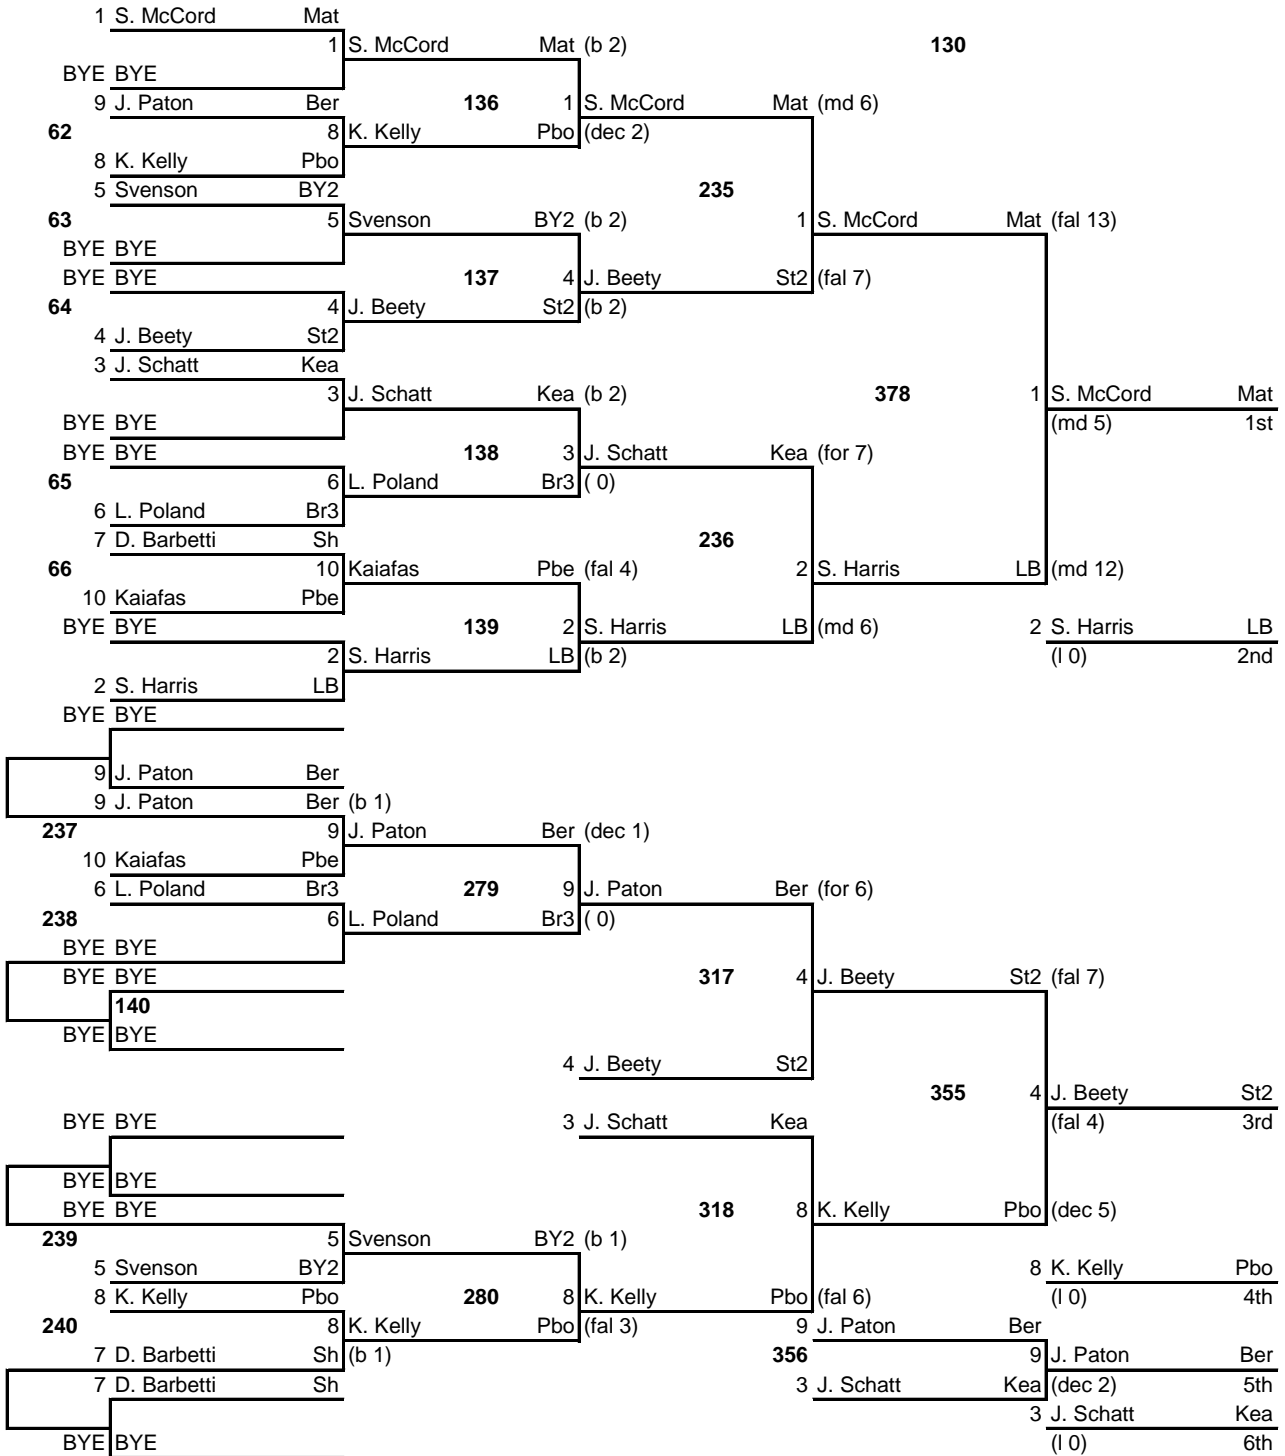 1 S. McCord Mat
1 S. McCord Mat (b 2) 130
BYE BYE
9 J. Paton Ber 136 1 S. McCord Mat (md 6)
62 8 K. Kelly Pbo (dec 2)
8 K. Kelly Pbo
5 Svenson BY2 235
63 5 Svenson BY2 (b 2) 1 S. McCord Mat (fal 13)
BYE BYE
BYE BYE 137 4 J. Beety St2 (fal 7)
64 4 J. Beety St2 (b 2)
4 J. Beety St2
3 J. Schatt Kea
3 J. Schatt Kea (b 2) 378 1 S. McCord Mat
BYE BYE (md 5) 1st
BYE BYE 138 3 J. Schatt Kea (for 7)
65 6 L. Poland Br3 ( 0)
6 L. Poland Br3
7 D. Barbetti Sh 236
66 10 Kaiafas Pbe (fal 4) 2 S. Harris LB (md 12)
10 Kaiafas Pbe
BYE BYE 139 2 S. Harris LB (md 6) 2 S. Harris LB
2 S. Harris LB (b 2) (l 0) 2nd
2 S. Harris LB
BYE BYE
9 J. Paton Ber
9 J. Paton Ber (b 1)
237 9 J. Paton Ber (dec 1)
10 Kaiafas Pbe
6 L. Poland Br3 279 9 J. Paton Ber (for 6)
238 6 L. Poland Br3 ( 0)
BYE BYE
BYE BYE 317 4 J. Beety St2 (fal 7)
140
BYE BYE
4 J. Beety St2
355 4 J. Beety St2
BYE BYE 3 J. Schatt Kea (fal 4) 3rd
BYE BYE
BYE BYE 318 8 K. Kelly Pbo (dec 5)
239 5 Svenson BY2 (b 1)
5 Svenson BY2 8 K. Kelly Pbo
8 K. Kelly Pbo 280 8 K. Kelly Pbo (fal 6) (l 0) 4th
240 8 K. Kelly Pbo (fal 3) 9 J. Paton Ber
7 D. Barbetti Sh (b 1) 356 9 J. Paton Ber
7 D. Barbetti Sh 3 J. Schatt Kea (dec 2) 5th
3 J. Schatt Kea
BYE BYE (l 0) 6th